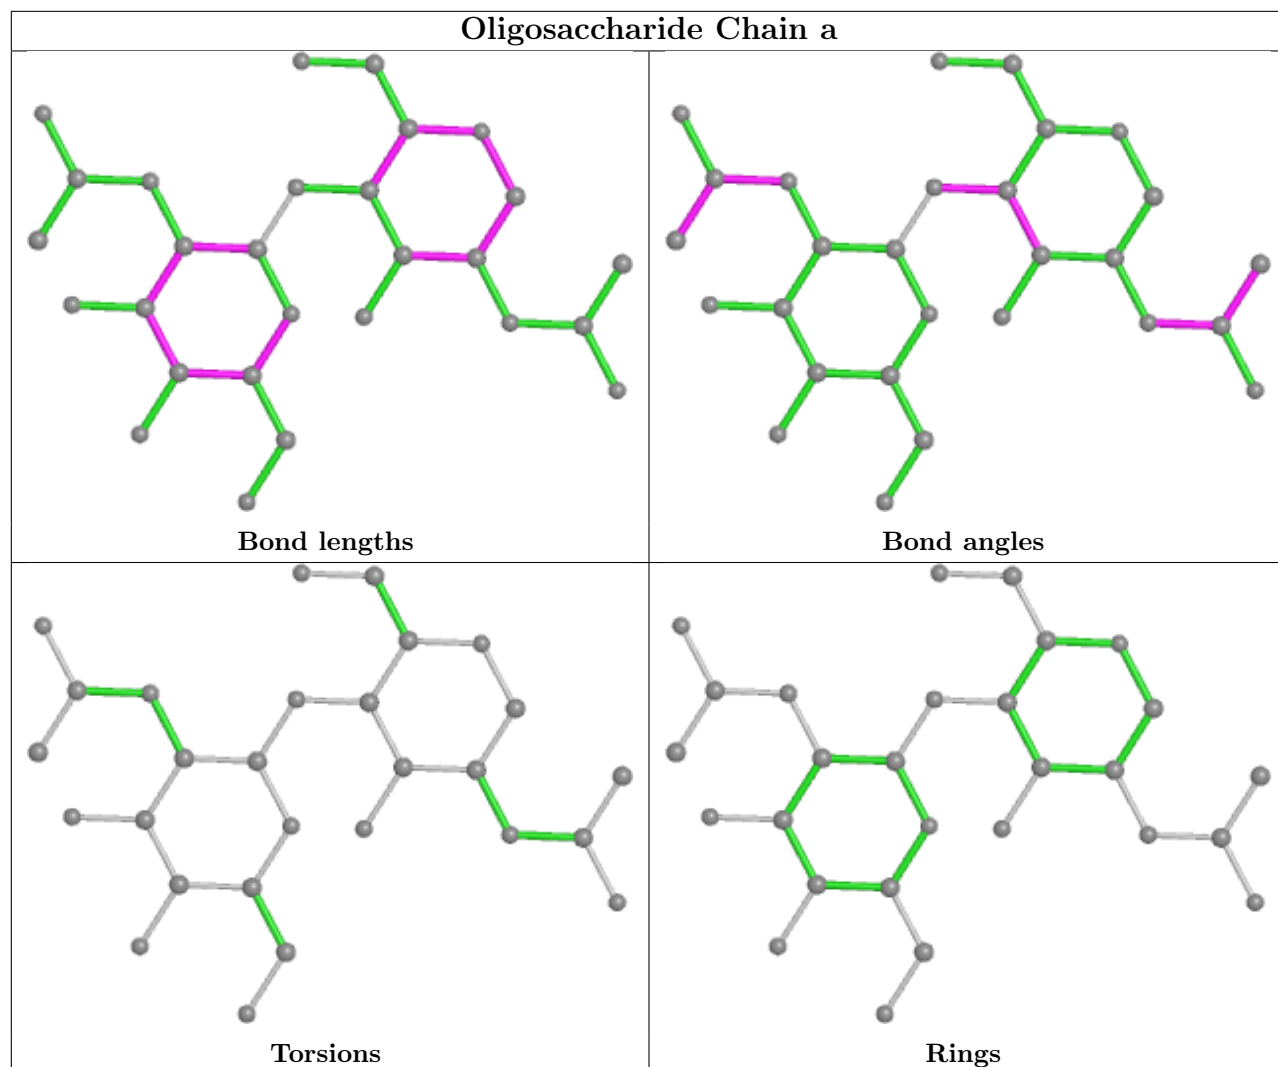 Oligosaccharide Chain a
Bond lengths
Bond angles
Torsions
Rings